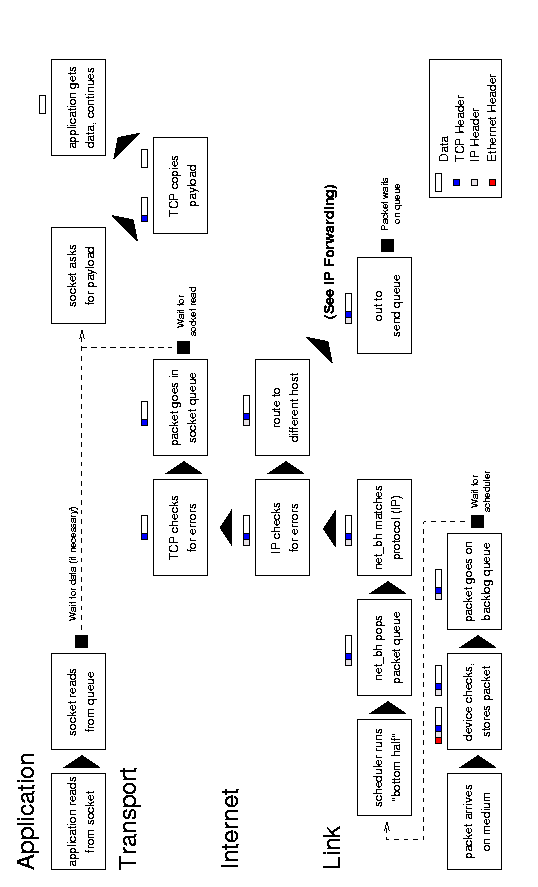 Application
application reads
from socket
socket reads
from queue
Wait for data (if necessary)
socket asks
for payload
application gets
data, continues
Transport
TCP checks
for errors
packet goes in
socket queue
Wait for
socket read
TCP copies
payload
Internet
IP checks
for errors
route to
different host
(See IP Forwarding)
Link
scheduler runs
"bottom half"
net_bh pops
packet queue
net_bh matches
protocol (IP)
out to
send queue
Packet waits
on queue
packet arrives
on medium
device checks,
stores packet
packet goes on
backlog queue
Wait for
scheduler
Data
TCP Header
IP Header
Ethernet Header